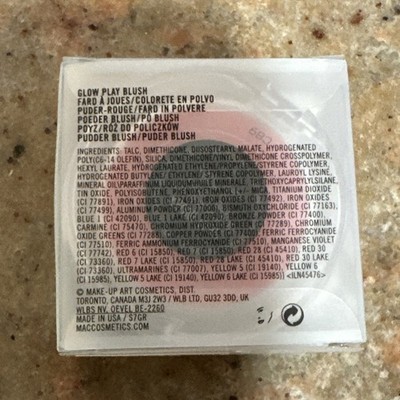 GLOW PLAY BLUSH
FARD À JOUES/COLORETE EN POLVO
PUDER-ROUGE/FARD IN POLVERE
POEDER BLUSH/PÓ BLUSH
РÓŻ/RÓŻ DO POLICZKÓW
PUDDER BLUSH/PUDER BLUSH
INGREDIENTS: TALC, DIMETHICONE, DIISOSTEARYL MALATE, HYDROGENATED
POLY(C6-14 OLEFIN), SILICA, DIMETHICONE/VINYL DIMETHICONE CROSSPOLYMER,
HEXYL LAURATE, HYDROGENATED ETHYLENE/PROPYLENE/STYRENE COPOLYMER,
HYDROGENATED BUTYLENE/ETHYLENE/STYRENE COPOLYMER, LAUROYL LYSINE,
MINERAL OIL\PARAFFINUM LIQUIDUM\HUILE MINERALE, TRIETHOXYCAPRYLYLSILANE,
TIN OXIDE, POLYISOBUTENE, PHENOXYETHANOL, [+/- MICA, TITANIUM DIOXIDE
(CI 77891), IRON OXIDES (CI 77491), IRON OXIDES (CI 77492), IRON OXIDES
(CI 77499), ALUMINUM POWDER (CI 77000), BISMUTH OXYCHLORIDE (CI 77163),
BLUE 1 (CI 42090), BLUE 1 LAKE (CI 42090), BRONZE POWDER (CI 77400),
CARMINE (CI 75470), CHROMIUM HYDROXIDE GREEN (CI 77289), CHROMIUM
OXIDE GREENS (CI 77288), COPPER POWDER (CI 77400), FERRIC FERROCYANIDE
(CI 77510), FERRIC AMMONIUM FERROCYANIDE (CI 77510), MANGANESE VIOLET
(CI 77742), RED 6 (CI 15850), RED 7 (CI 15850), RED 28 (CI 45410), RED 30
(CI 73360), RED 7 LAKE (CI 15850), RED 28 LAKE (CI 45410), RED 30 LAKE
(CI 73360), ULTRAMARINES (CI 77007), YELLOW 5 (CI 19140), YELLOW 6
(CI 15985), YELLOW 5 LAKE (CI 19140), YELLOW 6 LAKE (CI 15985)] <ILN45476>
© MAKE-UP ART COSMETICS, DIST.
TORONTO, CANADA M3J 2W3 / WLB LTD, GU32 3DD, UK
WLBS NV, OEVEL BE-2260
MADE IN USA / S7GR
MACCOSMETICS.COM